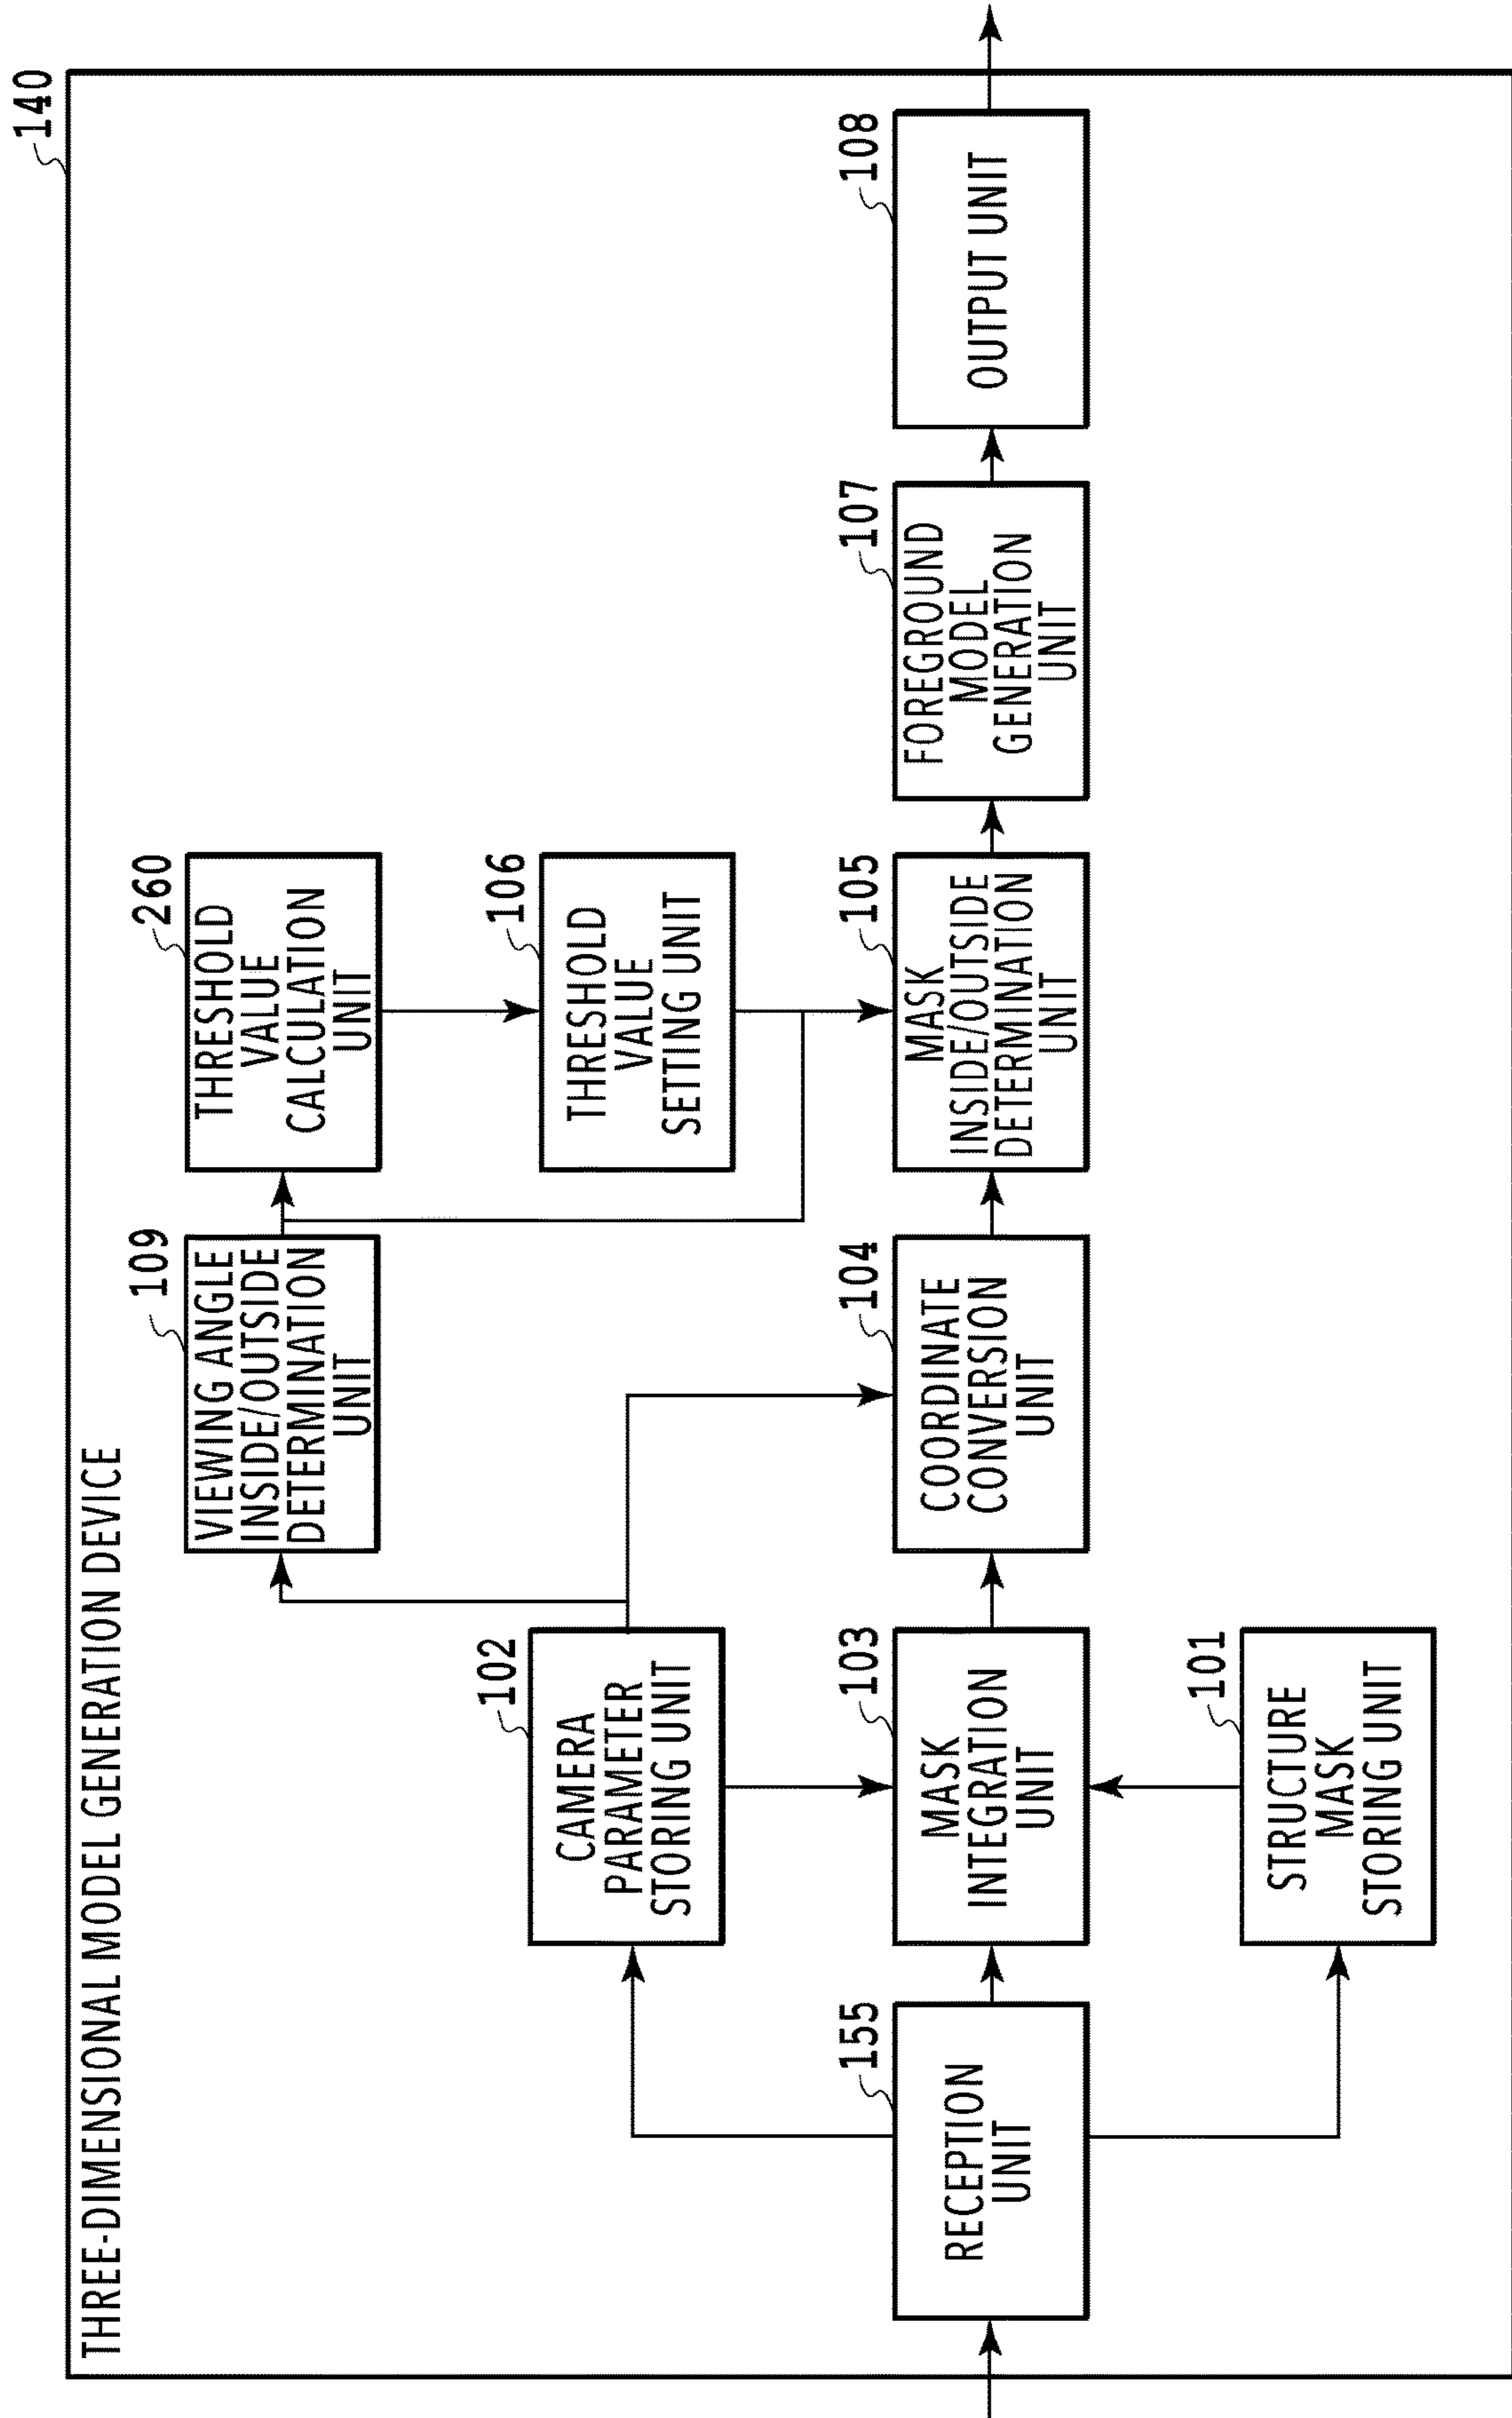 140
THREE-DIMENSIONAL MODEL GENERATION DEVICE
109
VIEWING ANGLE
INSIDE/OUTSIDE
DETERMINATION
UNIT
260
THRESHOLD
VALUE
CALCULATION
UNIT
102
CAMERA
PARAMETER
STORING UNIT
106
THRESHOLD
VALUE
SETTING UNIT
155
RECEPTION
UNIT
103
MASK
INTEGRATION
UNIT
104
COORDINATE
CONVERSION
UNIT
105
MASK
INSIDE/OUTSIDE
DETERMINATION
UNIT
107
FOREGROUND
MODEL
GENERATION
UNIT
108
OUTPUT UNIT
101
STRUCTURE
MASK
STORING UNIT